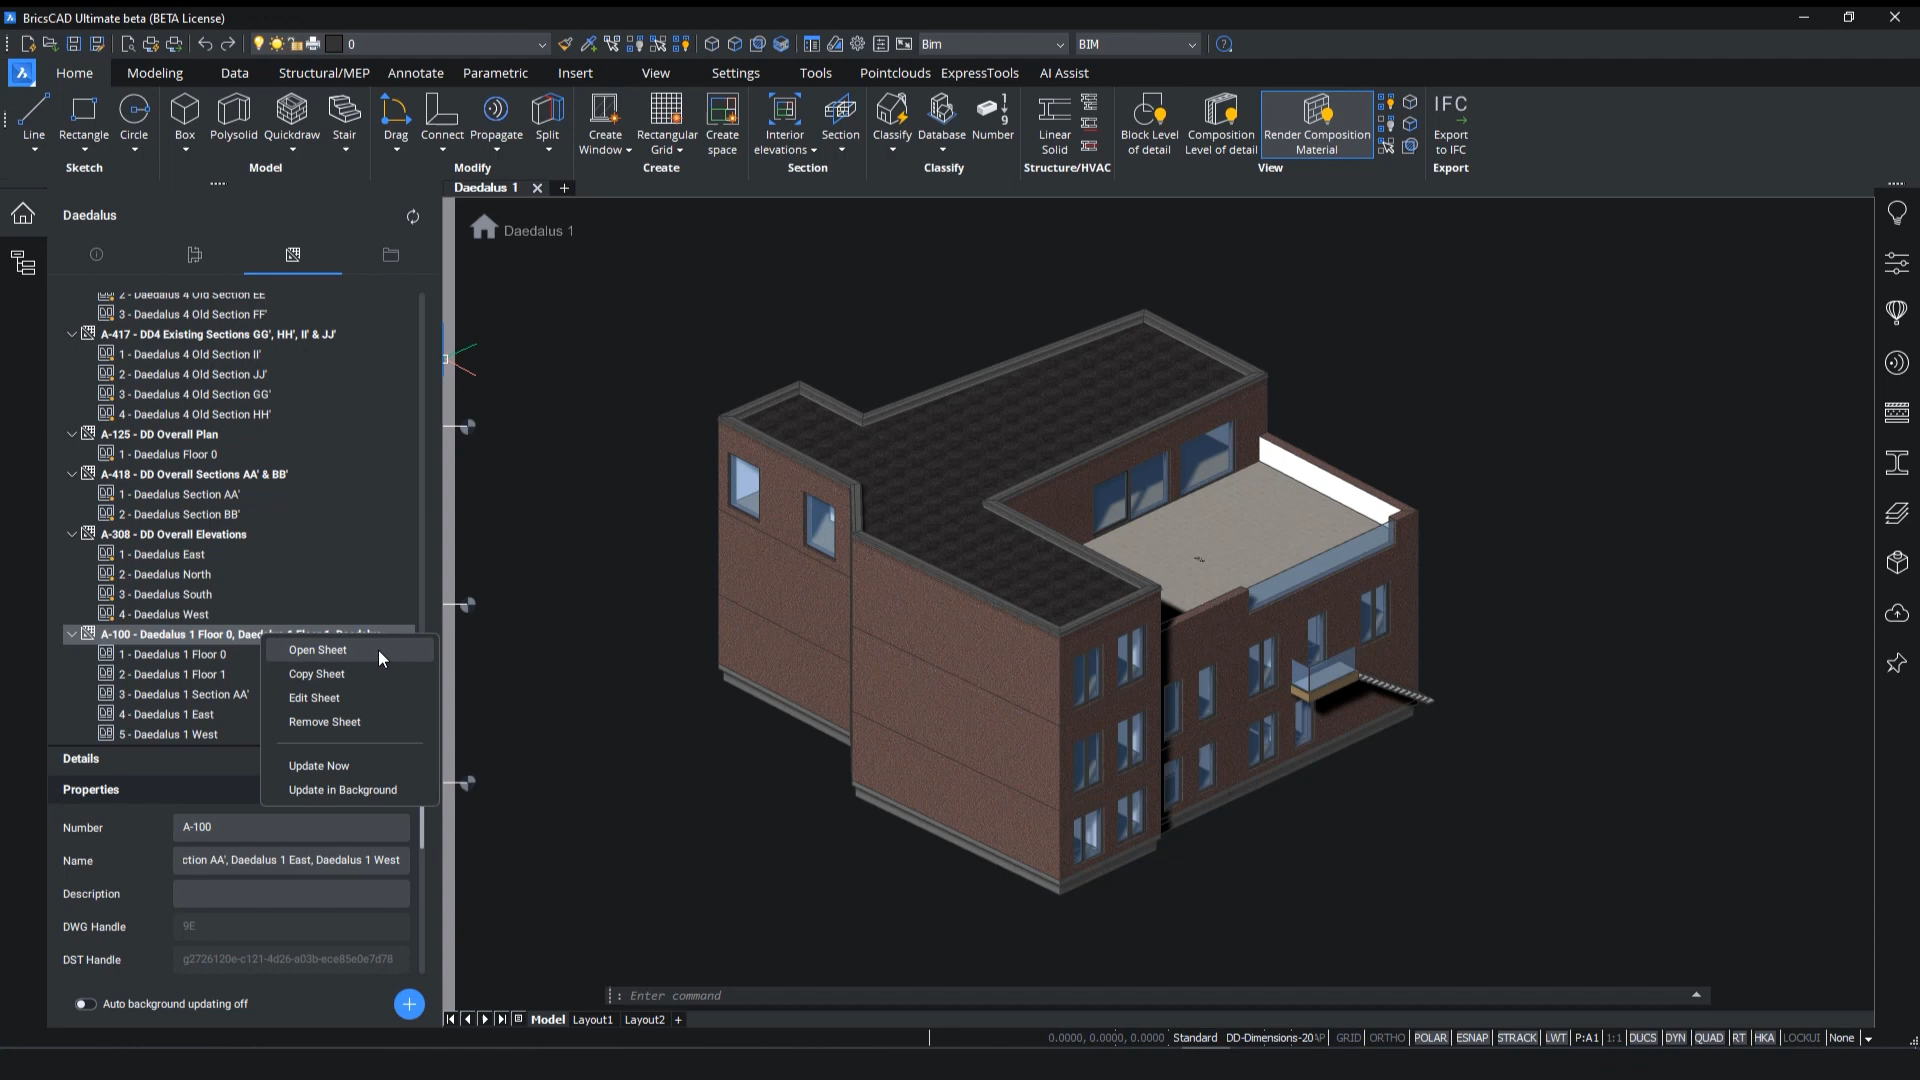 BricsCAD Ultimate beta (BETA License)
0
Bim
BIM
Home Modeling Data Structural/MEP Annotate Parametric Insert View Settings Tools Pointclouds ExpressTools AI Assist
Line Rectangle Circle Box Polysolid Quickdraw Stair Drag Connect Propagate Split Create Window Rectangular Grid Create space Interior elevations Section Classify Database Number Linear Solid Block Level of detail Composition Level of detail Render Composition Material IFC Export to IFC
Sketch Model Modify Create Section Classify Structure/HVAC View Export
Daedalus 1
Daedalus
Daedalus 1
2 - Daedalus 4 Old Section EE'
3 - Daedalus 4 Old Section FF'
A-417 - DD4 Existing Sections GG', HH', II' & JJ'
1 - Daedalus 4 Old Section II'
2 - Daedalus 4 Old Section JJ'
3 - Daedalus 4 Old Section GG'
4 - Daedalus 4 Old Section HH'
A-125 - DD Overall Plan
1 - Daedalus Floor 0
A-418 - DD Overall Sections AA' & BB'
1 - Daedalus Section AA'
2 - Daedalus Section BB'
A-308 - DD Overall Elevations
1 - Daedalus East
2 - Daedalus North
3 - Daedalus South
4 - Daedalus West
A-100 - Daedalus 1 Floor 0,
1 - Daedalus 1 Floor 0
2 - Daedalus 1 Floor 1
3 - Daedalus 1 Section AA'
4 - Daedalus 1 East
5 - Daedalus 1 West
Open Sheet
Copy Sheet
Edit Sheet
Remove Sheet
Update Now
Update in Background
Details
Properties
Number A-100
Name ction AA', Daedalus 1 East, Daedalus 1 West
Description
DWG Handle 9E
DST Handle g2726120e-c121-4d26-a03b-ece85e0e7d78
Auto background updating off
: Enter command
Model Layout1 Layout2 +
0.0000, 0.0000, 0.0000 Standard DD-Dimensions-20 AP GRID ORTHO POLAR ESNAP STRACK LWT P:A1 1:1 DUCS DYN QUAD RT HKA LOCKUI None